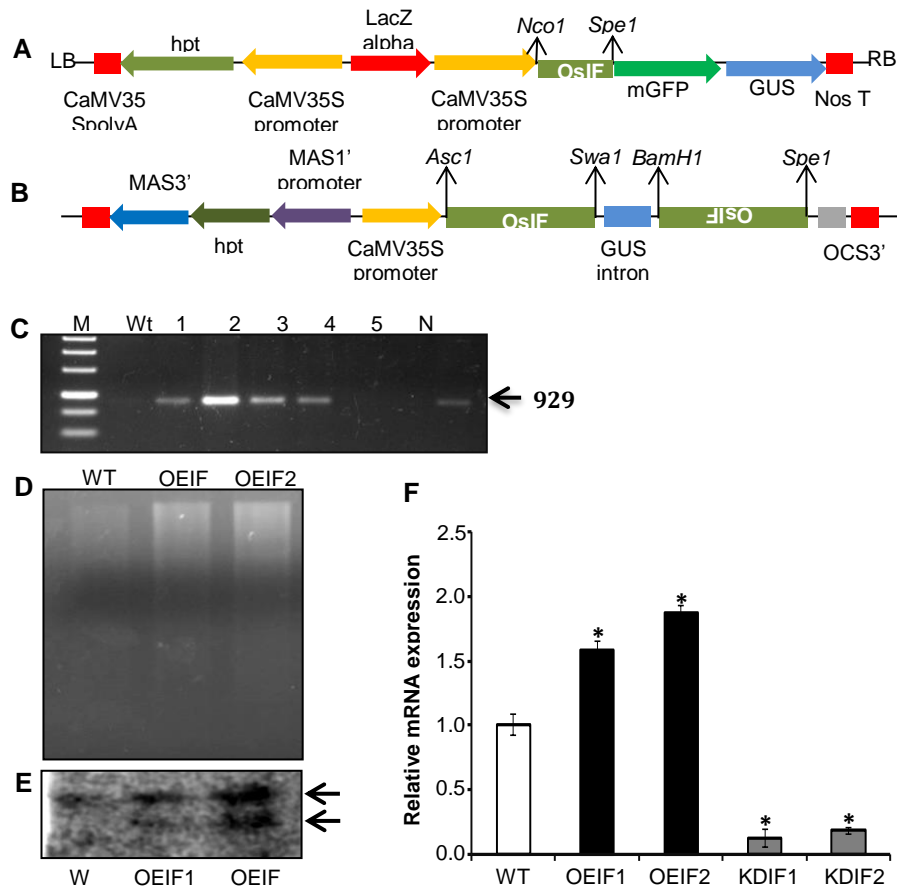 A
LB
hpt
LacZ
alpha
Nco1
Spe1
RB
OsIF
CaMV35
SpolyA
CaMV35S
promoter
CaMV35S
promoter
mGFP
GUS
Nos T
B
MAS3'
MAS1'
promoter
Asc1
Swa1
BamH1
Spe1
OsIF
OsIF
hpt
CaMV35S
promoter
GUS
intron
OCS3'
C
M Wt 1 2 3 4 5 N
929
D
WT OEIF OEIF2
E
W OEIF1 OEIF
F
Relative mRNA expression
2.5
2.0
1.5
1.0
0.5
0.0
* * * *
WT OEIF1 OEIF2 KDIF1 KDIF2